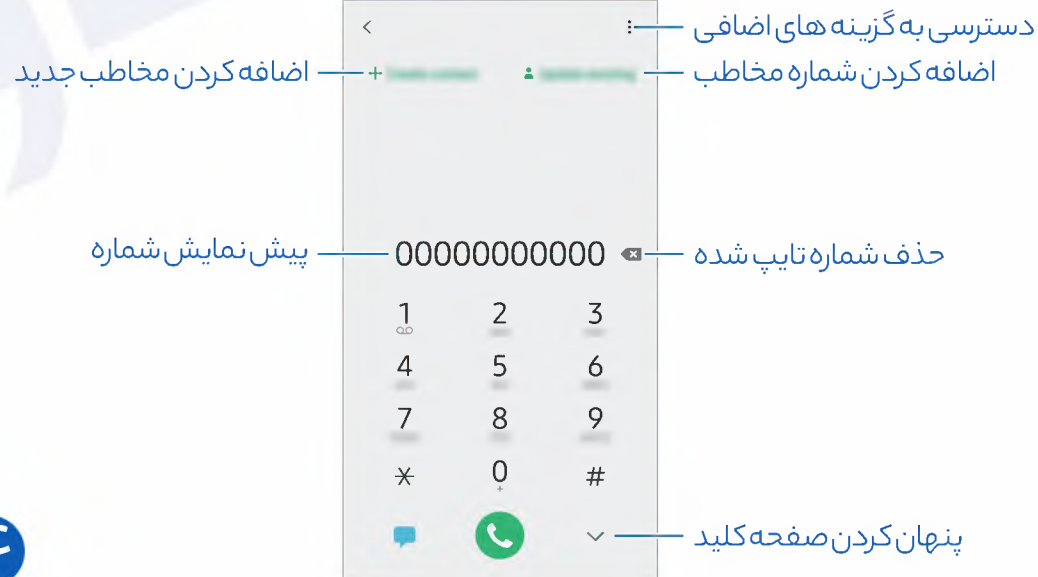 دسترسی به گزینه های اضافی
اضافه کردن شماره مخاطب
اضافه کردن مخاطب جدید
پیش نمایش شماره
00000000000
حذف شماره تایپ شده
1 2 3
4 5 6
7 8 9
* 0 #
+
پنهان کردن صفحه کلید